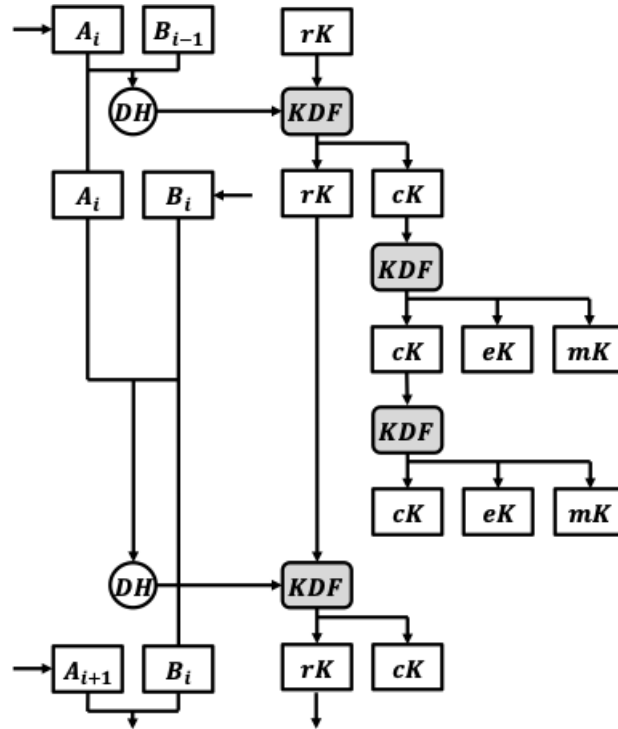 A_i B_{i-1} rK
DH KDF
A_i B_i rK cK
KDF
cK eK mK
KDF
cK eK mK
DH KDF
A_{i+1} B_i rK cK